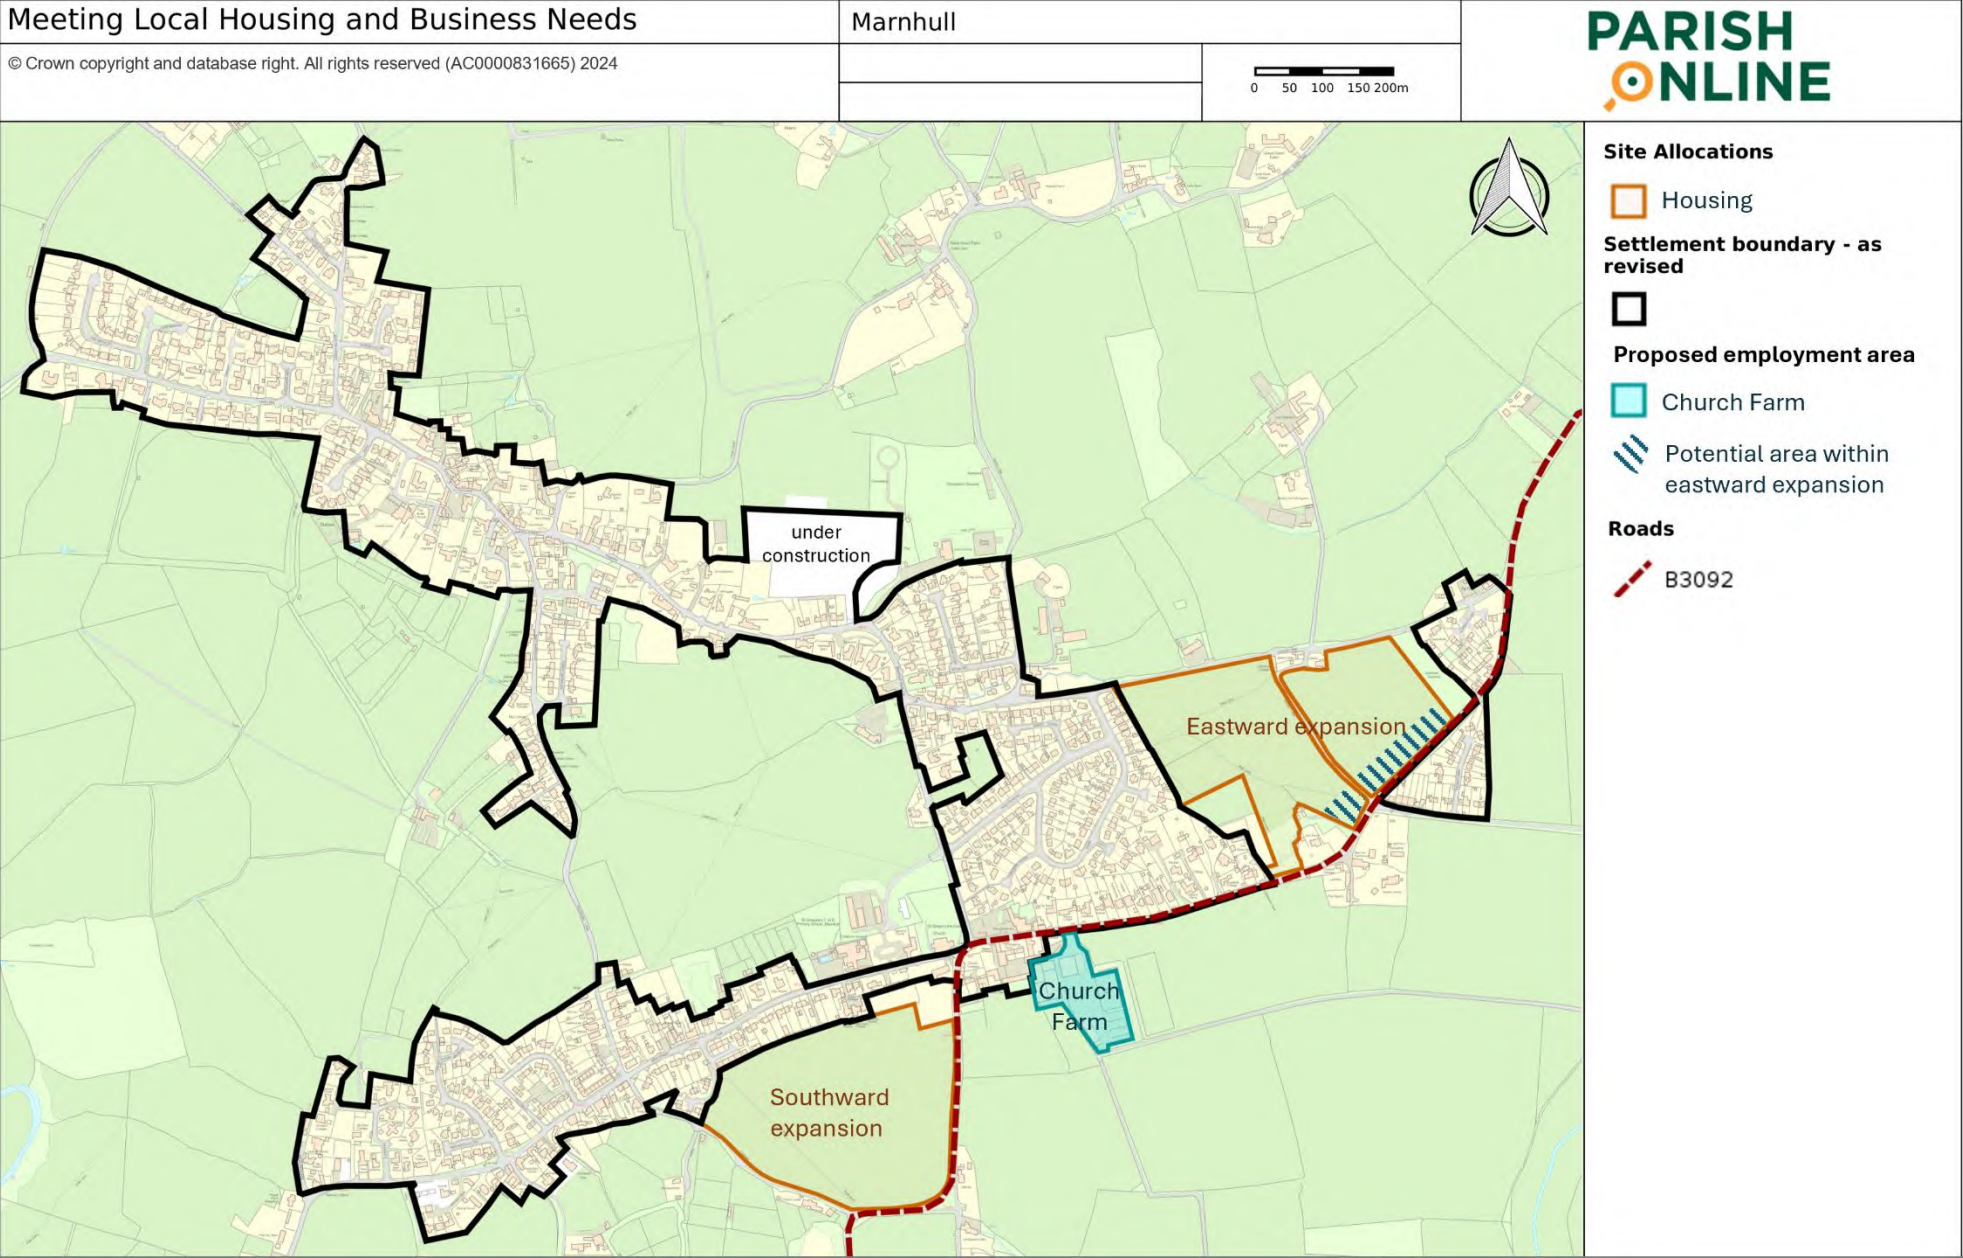 Meeting Local Housing and Business Needs
Marnhull
© Crown copyright and database right. All rights reserved (AC0000831665) 2024
0 50 100 150 200m
PARISH
ONLINE
Site Allocations
Housing
Settlement boundary - as
revised
Proposed employment area
Church Farm
Potential area within
eastward expansion
Roads
B3092
under
construction
Eastward expansion
Church
Farm
Southward
expansion